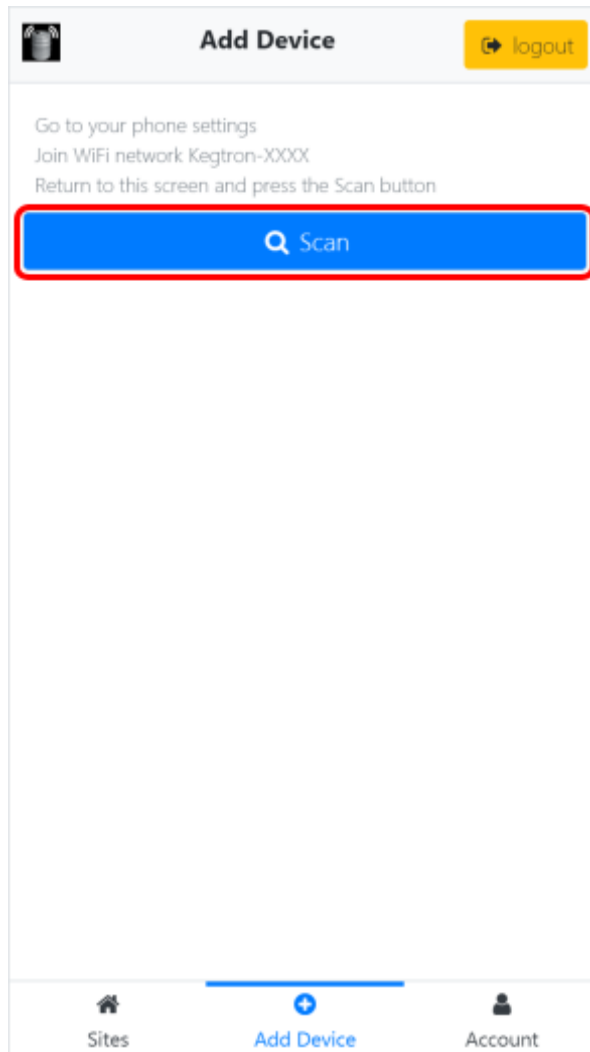 Add Device
logout
Go to your phone settings
Join WiFi network Kegtron-XXXX
Return to this screen and press the Scan button
Scan
Sites
Add Device
Account